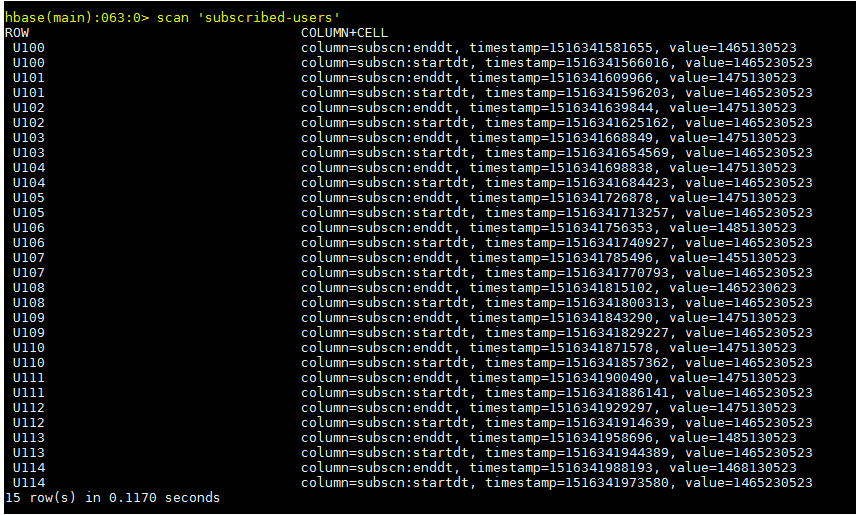 hbase(main):063:0> scan 'subscribed-users'
ROW COLUMN+CELL
U100 column=subscn:enddt, timestamp=1516341581655, value=1465130523
U100 column=subscn:startdt, timestamp=1516341566016, value=1465230523
U101 column=subscn:enddt, timestamp=1516341609966, value=1475130523
U101 column=subscn:startdt, timestamp=1516341596203, value=1465230523
U102 column=subscn:enddt, timestamp=1516341639844, value=1475130523
U102 column=subscn:startdt, timestamp=1516341625162, value=1465230523
U103 column=subscn:enddt, timestamp=1516341668849, value=1475130523
U103 column=subscn:startdt, timestamp=1516341654569, value=1465230523
U104 column=subscn:enddt, timestamp=1516341698838, value=1475130523
U104 column=subscn:startdt, timestamp=1516341684423, value=1465230523
U105 column=subscn:enddt, timestamp=1516341726878, value=1475130523
U105 column=subscn:startdt, timestamp=1516341713257, value=1465230523
U106 column=subscn:enddt, timestamp=1516341756353, value=1485130523
U106 column=subscn:startdt, timestamp=1516341740927, value=1465230523
U107 column=subscn:enddt, timestamp=1516341785496, value=1455130523
U107 column=subscn:startdt, timestamp=1516341770793, value=1465230523
U108 column=subscn:enddt, timestamp=1516341815102, value=1465230623
U108 column=subscn:startdt, timestamp=1516341800313, value=1465230523
U109 column=subscn:enddt, timestamp=1516341843290, value=1475130523
U109 column=subscn:startdt, timestamp=1516341829227, value=1465230523
U110 column=subscn:enddt, timestamp=1516341871578, value=1475130523
U110 column=subscn:startdt, timestamp=1516341857362, value=1465230523
U111 column=subscn:enddt, timestamp=1516341900490, value=1475130523
U111 column=subscn:startdt, timestamp=1516341886141, value=1465230523
U112 column=subscn:enddt, timestamp=1516341929297, value=1475130523
U112 column=subscn:startdt, timestamp=1516341914639, value=1465230523
U113 column=subscn:enddt, timestamp=1516341958696, value=1485130523
U113 column=subscn:startdt, timestamp=1516341944389, value=1465230523
U114 column=subscn:enddt, timestamp=1516341988193, value=1468130523
U114 column=subscn:startdt, timestamp=1516341973580, value=1465230523
15 row(s) in 0.1170 seconds